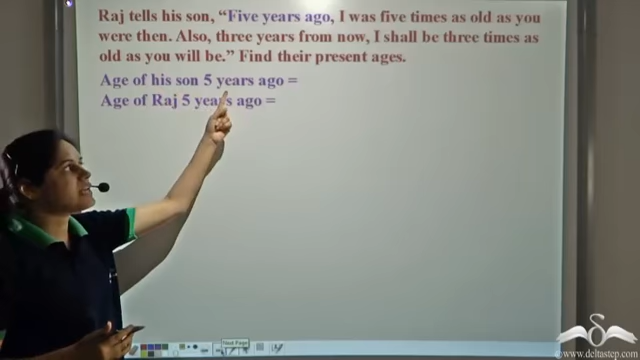 Raj tells his son, “Five years ago, I was five times as old as you
were then. Also, three years from now, I shall be three times as
old as you will be.” Find their present ages.
Age of his son 5 years ago =
Age of Raj 5 years ago =
Next Page
©www.deltastep.com